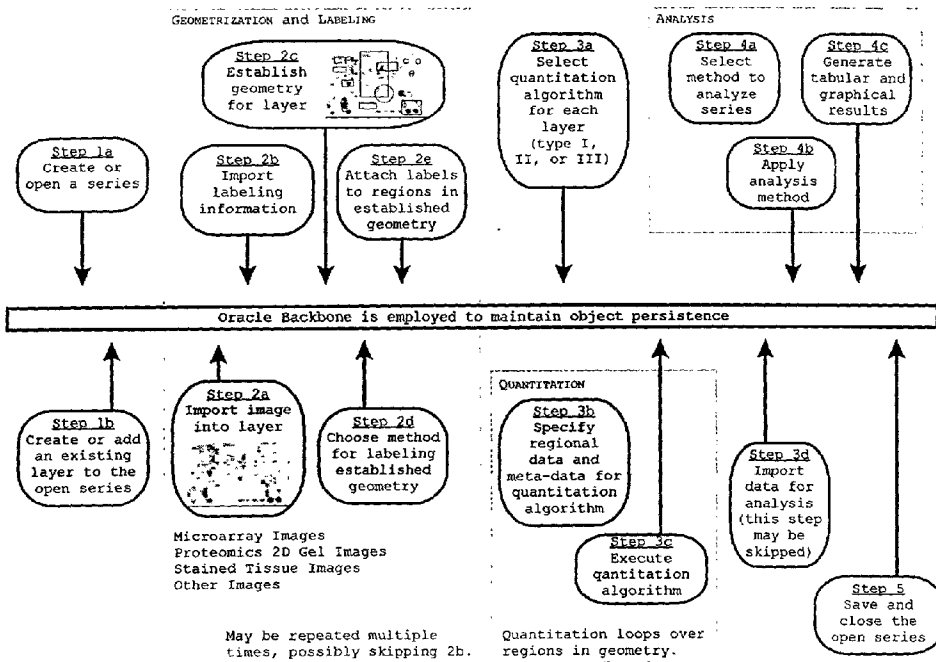 GEOMETRIZATION AND LABELING
ANALYSIS
Step 2c
Establish
geometry
for layer
Step 3a
Select
quantitation
algorithm
for each
layer
(type I,
II, or III)
Step 4a
Select
method to
analyze
series
Step 4c
Generate
tabular and
graphical
results
Step 1a
Create or
open a series
Step 2b
Import
labeling
information
Step 2e
Attach labels
to regions in
established
geometry
Step 4b
Apply
analysis
method
Oracle Backbone is employed to maintain object persistence
Step 1b
Create or add
an existing
layer to the
open series
Step 2a
Import image
into layer
Step 2d
Choose method
for labeling
established
geometry
QUANTITATION
Step 3b
Specify
regional
data and
meta-data for
quantitation
algorithm
Step 3c
Execute
qantitation
algorithm
Step 3d
Import
data for
analysis
(this step
may be
skipped)
Step 5
Save and
close the
open series
Microarray Images
Proteomics 2D Gel Images
Stained Tissue Images
Other Images
May be repeated multiple
times, possibly skipping 2b.
Quantitation loops over
regions in geometry.